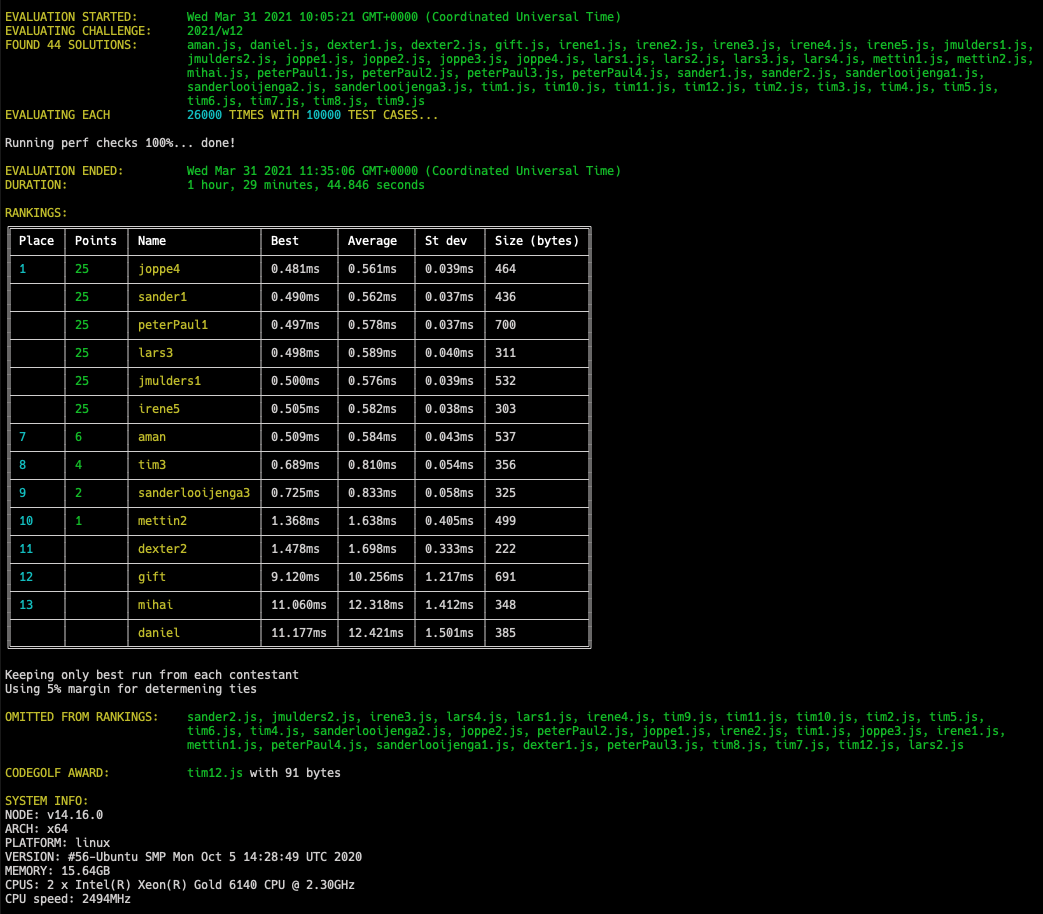 EVALUATION STARTED: Wed Mar 31 2021 10:05:21 GMT+0000 (Coordinated Universal Time)
EVALUATING CHALLENGE: 2021/w12
FOUND 44 SOLUTIONS: aman.js, daniel.js, dexter1.js, dexter2.js, gift.js, irene1.js, irene2.js, irene3.js, irene4.js, irene5.js, jmulders1.js,
jmulders2.js, joppe1.js, joppe2.js, joppe3.js, joppe4.js, lars1.js, lars2.js, lars3.js, lars4.js, mettin1.js, mettin2.js,
mihai.js, peterPaul1.js, peterPaul2.js, peterPaul3.js, peterPaul4.js, sander1.js, sander2.js, sanderlooijenga1.js,
sanderlooijenga2.js, sanderlooijenga3.js, tim1.js, tim10.js, tim11.js, tim12.js, tim2.js, tim3.js, tim4.js, tim5.js,
tim6.js, tim7.js, tim8.js, tim9.js
EVALUATING EACH 26000 TIMES WITH 10000 TEST CASES...
Running perf checks 100%... done!
EVALUATION ENDED: Wed Mar 31 2021 11:35:06 GMT+0000 (Coordinated Universal Time)
DURATION: 1 hour, 29 minutes, 44.846 seconds
RANKINGS:
Place Points Name Best Average St dev Size (bytes)
1 25 joppe4 0.481ms 0.561ms 0.039ms 464
25 sander1 0.490ms 0.562ms 0.037ms 436
25 peterPaul1 0.497ms 0.578ms 0.037ms 700
25 lars3 0.498ms 0.589ms 0.040ms 311
25 jmulders1 0.500ms 0.576ms 0.039ms 532
25 irene5 0.505ms 0.582ms 0.038ms 303
7 6 aman 0.509ms 0.584ms 0.043ms 537
8 4 tim3 0.689ms 0.810ms 0.054ms 356
9 2 sanderlooijenga3 0.725ms 0.833ms 0.058ms 325
10 1 mettin2 1.368ms 1.638ms 0.405ms 499
11 dexter2 1.478ms 1.698ms 0.333ms 222
12 gift 9.120ms 10.256ms 1.217ms 691
13 mihai 11.060ms 12.318ms 1.412ms 348
daniel 11.177ms 12.421ms 1.501ms 385
Keeping only best run from each contestant
Using 5% margin for determening ties
OMITTED FROM RANKINGS: sander2.js, jmulders2.js, irene3.js, lars4.js, lars1.js, irene4.js, tim9.js, tim11.js, tim10.js, tim2.js, tim5.js,
tim6.js, tim4.js, sanderlooijenga2.js, joppe2.js, peterPaul2.js, joppe1.js, irene2.js, tim1.js, joppe3.js, irene1.js,
mettin1.js, peterPaul4.js, sanderlooijenga1.js, dexter1.js, peterPaul3.js, tim8.js, tim7.js, tim12.js, lars2.js
CODEGOLF AWARD: tim12.js with 91 bytes
SYSTEM INFO:
NODE: v14.16.0
ARCH: x64
PLATFORM: linux
VERSION: #56-Ubuntu SMP Mon Oct 5 14:28:49 UTC 2020
MEMORY: 15.64GB
CPUS: 2 x Intel(R) Xeon(R) Gold 6140 CPU @ 2.30GHz
CPU speed: 2494MHz